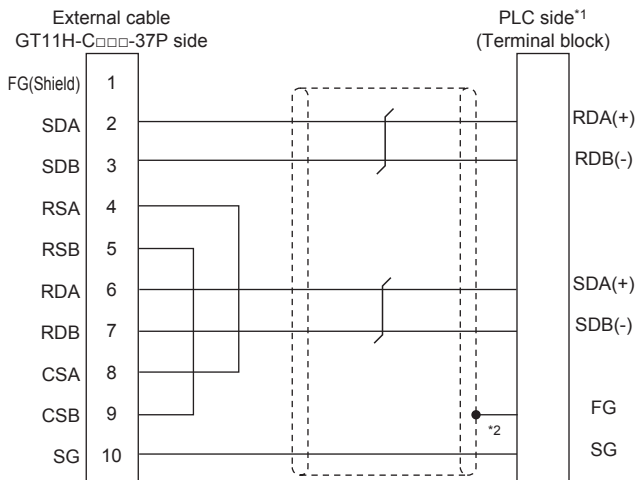 External cable
GT11H-C□□□-37P side
PLC side*1
(Terminal block)
FG(Shield) 1
SDA 2 RDA(+)
SDB 3 RDB(-)
RSA 4
RSB 5
RDA 6 SDA(+)
RDB 7 SDB(-)
CSA 8
CSB 9 FG
*2
SG 10 SG